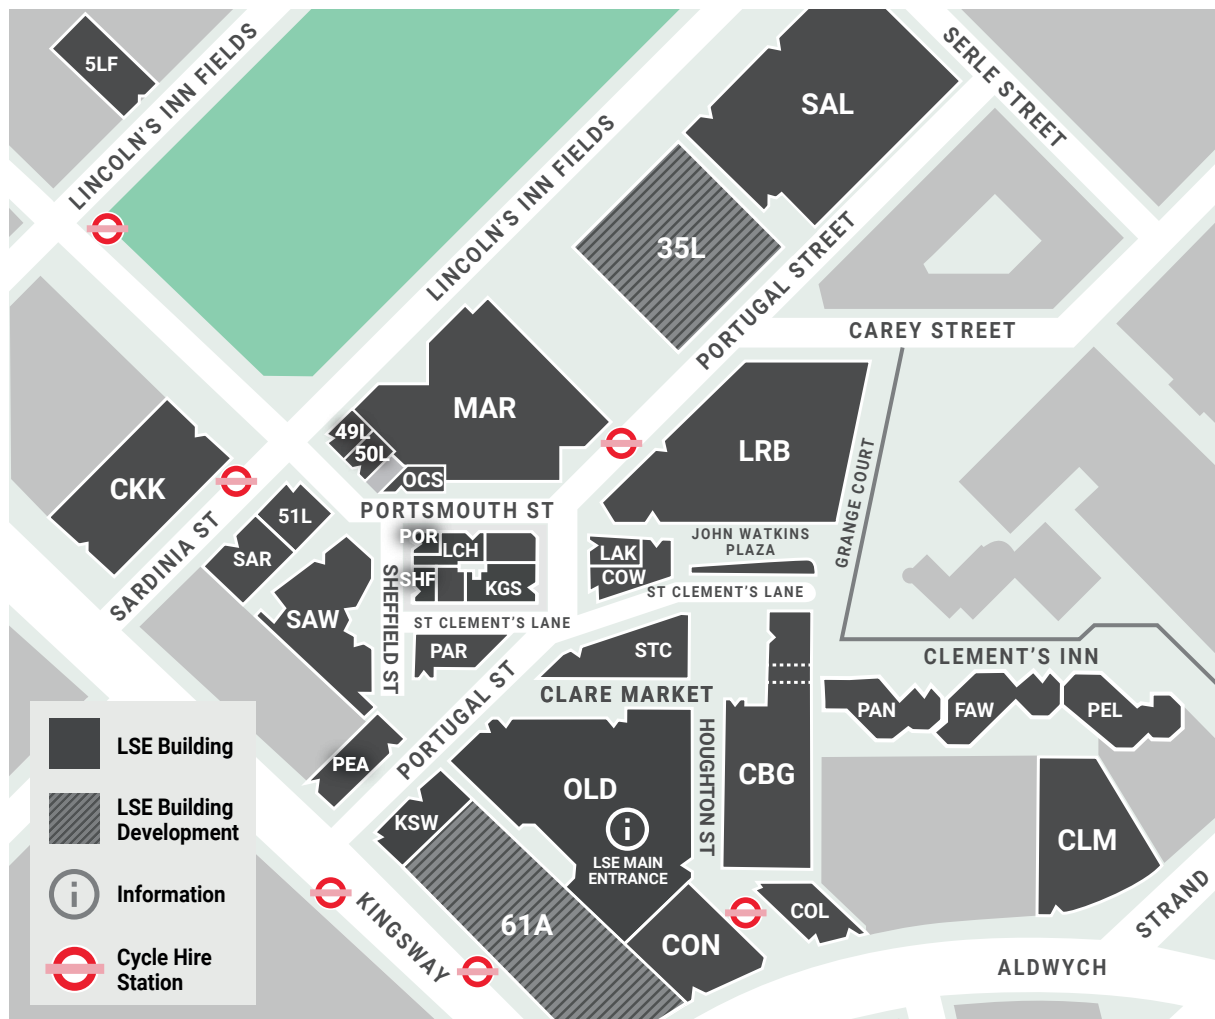 5LF
LINCOLN'S INN FIELDS
SERLE STREET
SAL
LINCOLN'S INN FIELDS
35L
PORTUGAL STREET
CAREY STREET
MAR
49L
50L
OCS
LRB
GRANGE COURT
CKK
SARDINIA ST
51L
SAR
PORTSMOUTH ST
POR
LCH
SHF
KGS
SHEFFIELD ST
SAW
LAK
COW
JOHN WATKINS
PLAZA
ST CLEMENT'S LANE
ST CLEMENT'S LANE
PAR
STC
CLARE MARKET
CLEMENT'S INN
PAN
FAW
PEL
PORTUGAL ST
PEA
HOUGHTON ST
CBG
OLD
i
LSE MAIN
ENTRANCE
KSW
61A
CON
COL
CLM
STRAND
ALDWYCH
KINGSWAY
LSE Building
LSE Building
Development
i
Information
Cycle Hire
Station